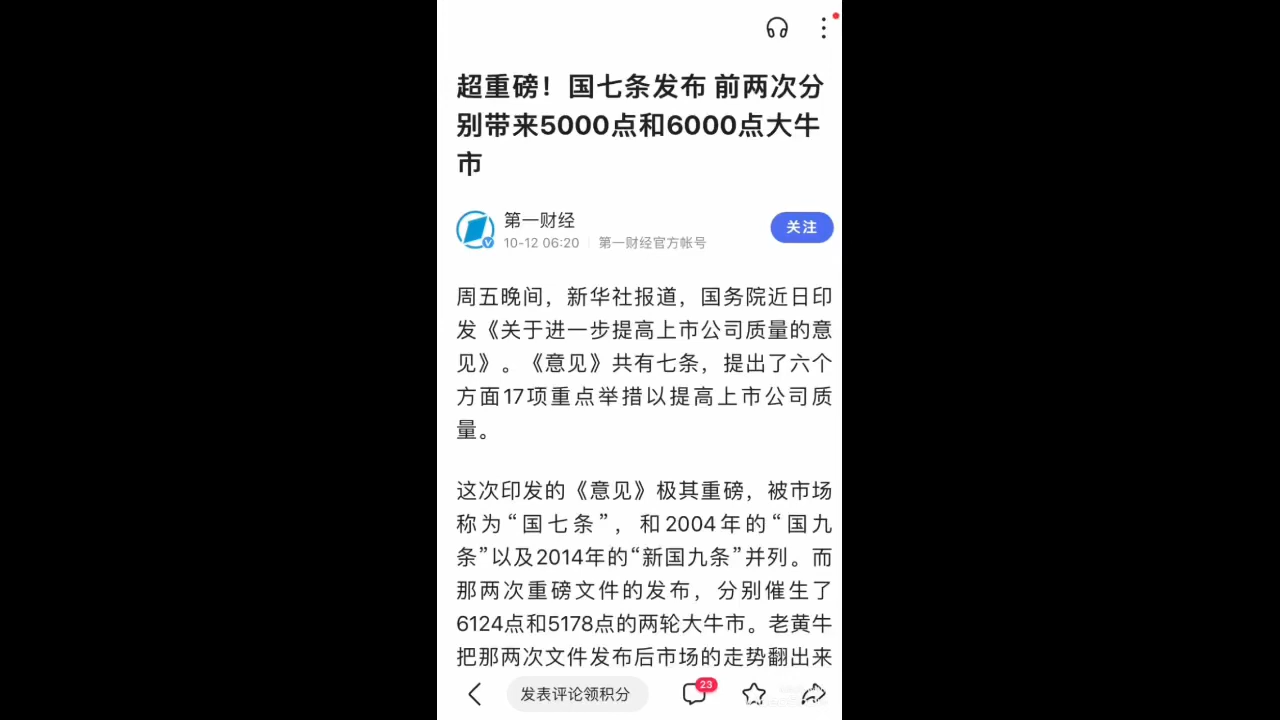 超重磅！国七条发布 前两次分
别带来5000点和6000点大牛
市
第一财经
10-12 06:20 第一财经官方帐号
关注
周五晚间，新华社报道，国务院近日印
发《关于进一步提高上市公司质量的意
见》。《意见》共有七条，提出了六个
方面17项重点举措以提高上市公司质
量。
这次印发的《意见》极其重磅，被市场
称为“国七条”，和2004年的“国九
条”以及2014年的“新国九条”并列。而
那两次重磅文件的发布，分别催生了
6124点和5178点的两轮大牛市。老黄牛
把那两次文件发布后市场的走势翻出来
发表评论领积分
23